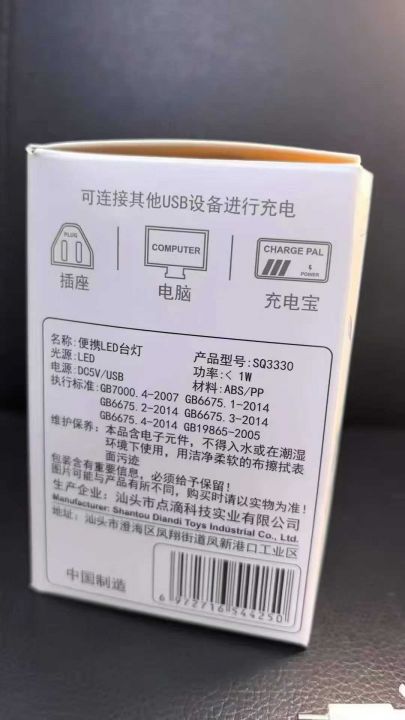 可连接其他USB设备进行充电
PLUG
COMPUTER
CHARGE PAL
POWER
插座
电脑
充电宝
名称:便携LED台灯
产品型号:SQ3330
光源:LED
功率:< 1W
电源:DC5V/USB
材料:ABS/PP
执行标准:GB7000.4-2007 GB6675.1-2014
GB6675.2-2014 GB6675.3-2014
GB6675.4-2014 GB19865-2005
维护保养:本品含电子元件，不得入水或在潮湿
环境下使用，用洁净柔软的布擦拭表
面污迹
包装含有重要信息，必须给予保留!
图片可能与产品有所不同，购买时请以实物为准!
生产企业:汕头市点滴科技实业有限公司
Manufacturer: Shantou Diandi Toys Industrial Co., Ltd.
地址:汕头市澄海区凤翔街道凤新港口工业区
中国制造
6 972716 544250